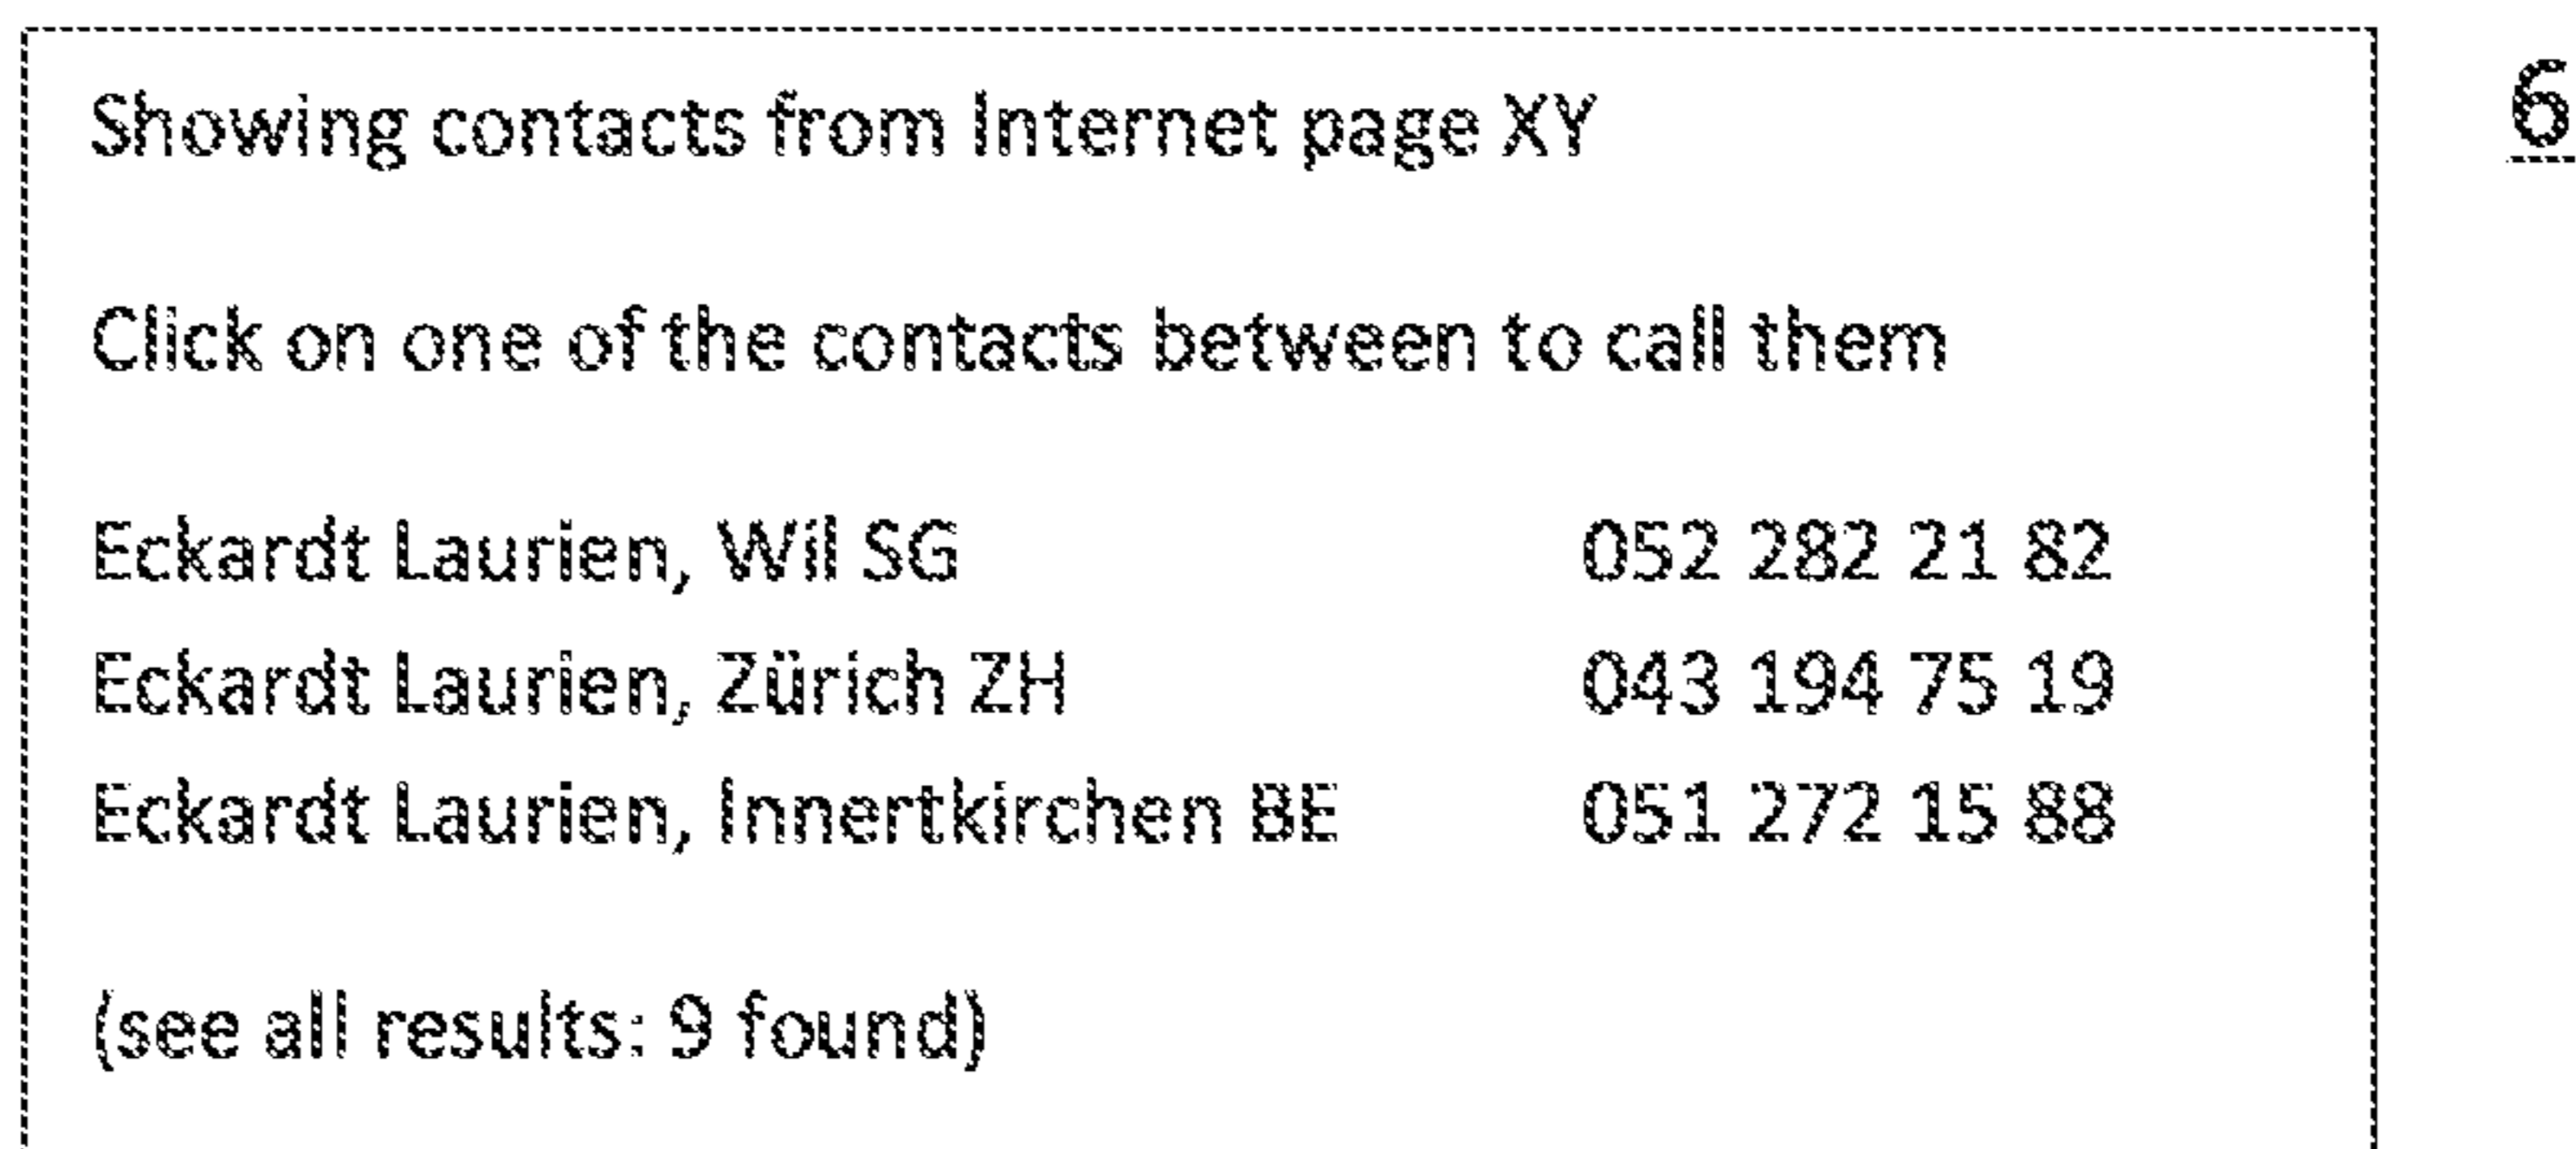 Showing contacts from Internet page XY
6
Click on one of the contacts between to call them
Eckardt Laurien, Wil SG 052 282 21 82
Eckardt Laurien, Zürich ZH 043 194 75 19
Eckardt Laurien, Innertkirchen BE 051 272 15 88
(see all results: 9 found)